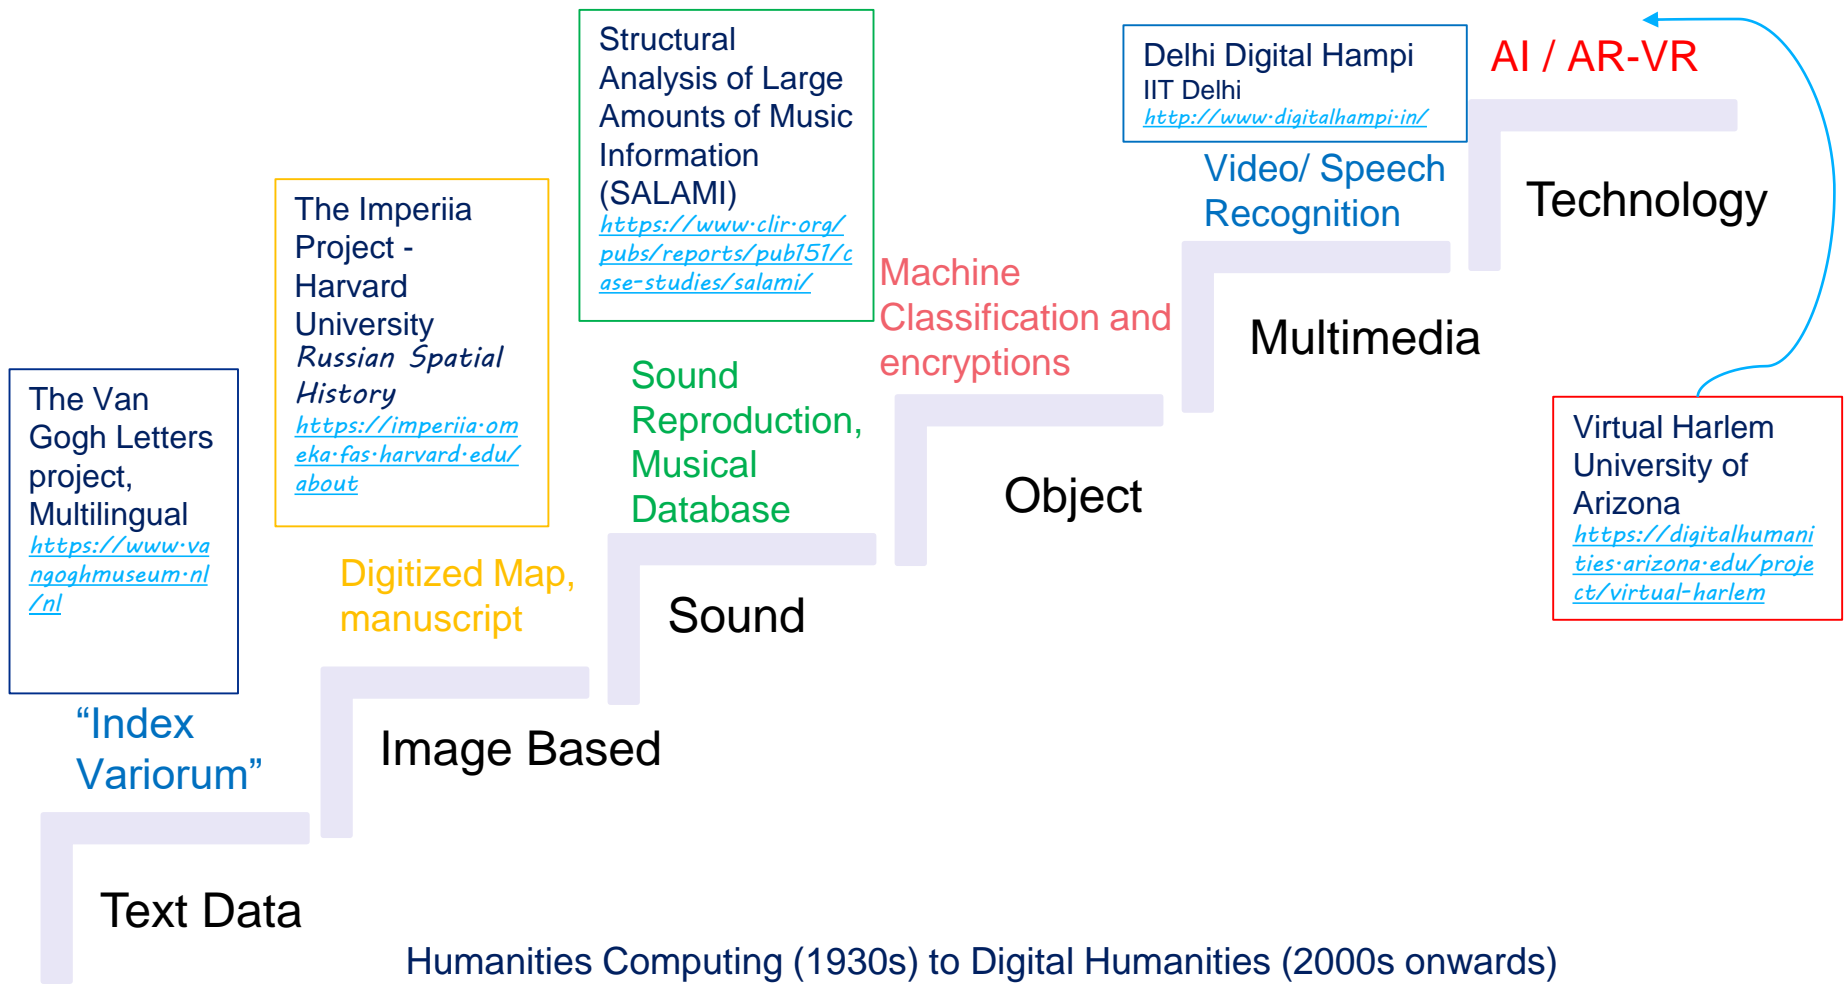 Structural
Analysis of Large
Amounts of Music
Information
(SALAMI)
https://www·clir·org/
pubs/reports/pub151/c
ase-studies/salami/
Delhi Digital Hampi
IIT Delhi
http://www·digitalhampi·in/
AI / AR-VR
Video/ Speech
Recognition
Technology
The Imperiia
Project -
Harvard
University
Russian Spatial
History
https://imperiia·om
eka·fas·harvard·edu/
about
Machine
Classification and
encryptions
Multimedia
The Van
Gogh Letters
project,
Multilingual
https://www·va
ngoghmuseum·nl
/nl
Sound
Reproduction,
Musical
Database
Object
Virtual Harlem
University of
Arizona
https://digitalhumani
ties·arizona·edu/proje
ct/virtual-harlem
Digitized Map,
manuscript
Sound
“Index
Variorum”
Image Based
Text Data
Humanities Computing (1930s) to Digital Humanities (2000s onwards)